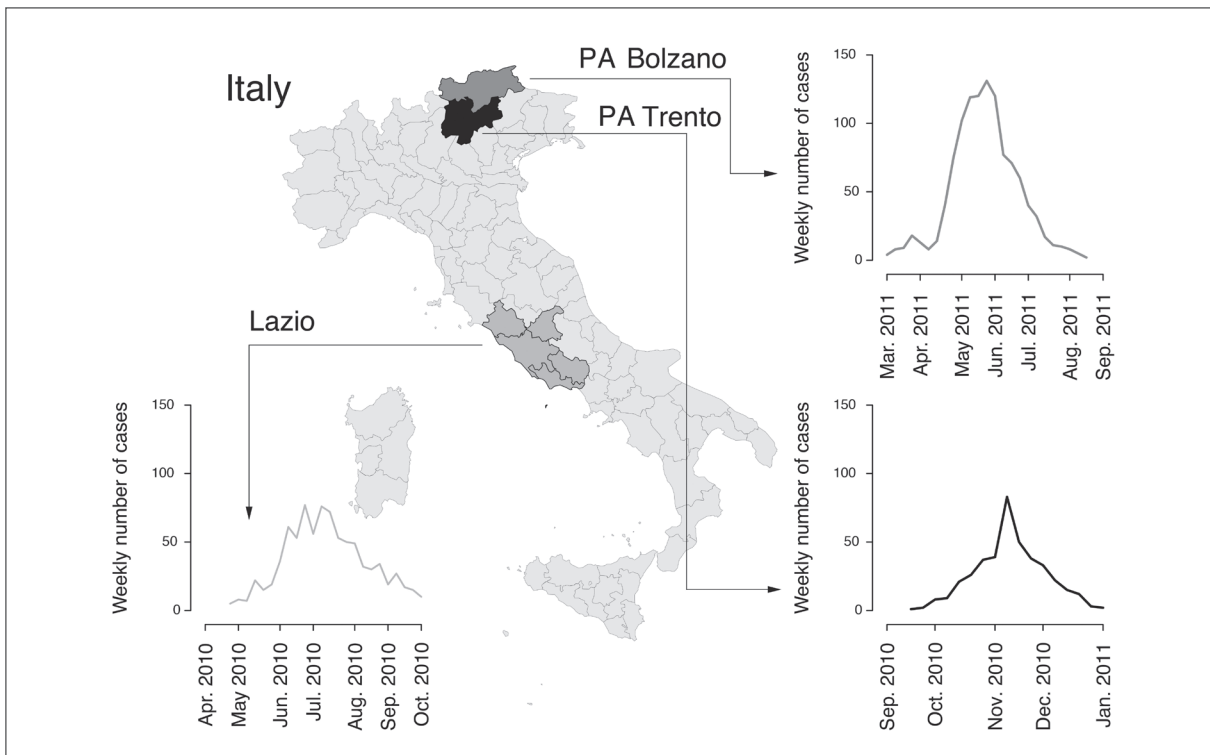 Italy
PA Bolzano
PA Trento
Lazio
Weekly number of cases
150
100
50
0
Mar. 2011
Apr. 2011
May 2011
Jun. 2011
Jul. 2011
Aug. 2011
Sep. 2011
Weekly number of cases
150
100
50
0
Apr. 2010
May 2010
Jun. 2010
Jul. 2010
Aug. 2010
Sep. 2010
Oct. 2010
Weekly number of cases
150
100
50
0
Sep. 2010
Oct. 2010
Nov. 2010
Dec. 2010
Jan. 2011